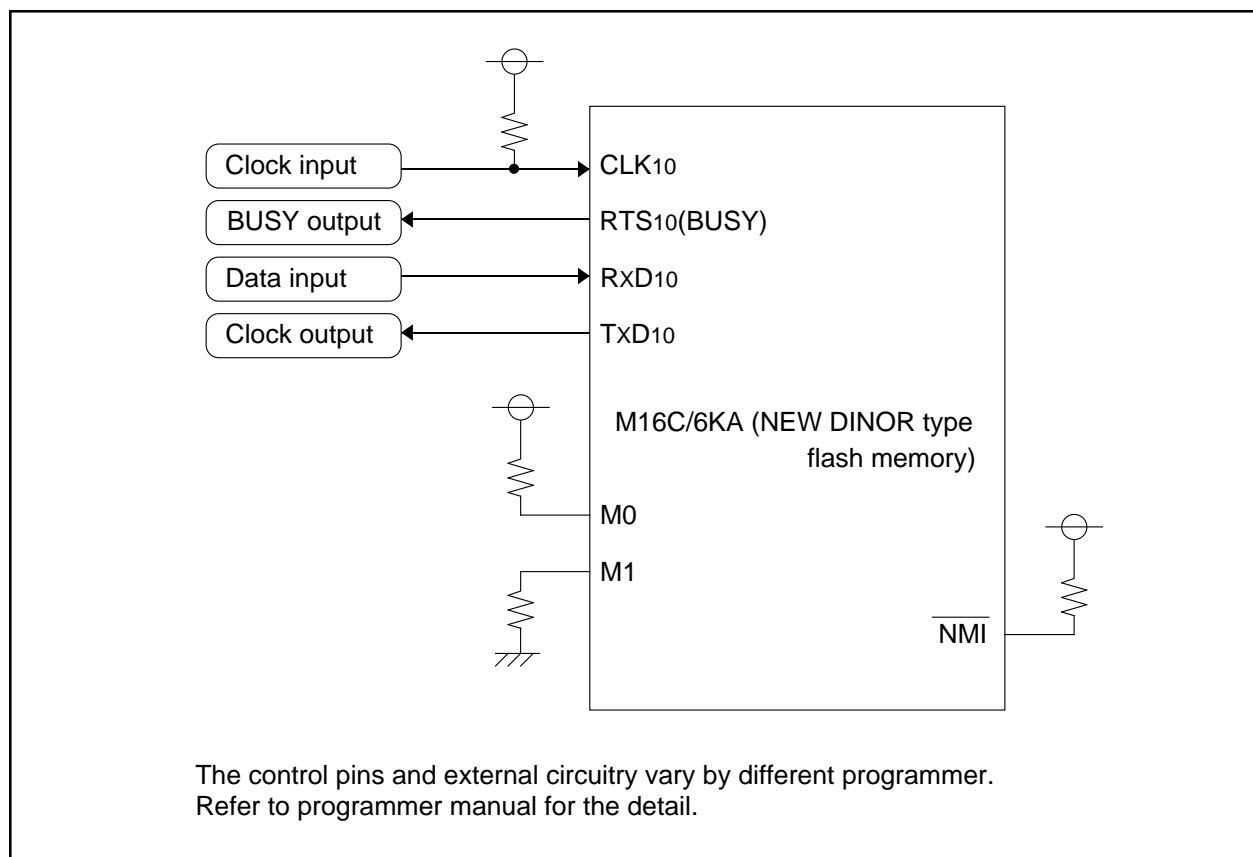 Clock input
CLK10
BUSY output
RTS10(BUSY)
Data input
RXD10
Clock output
TXD10
M16C/6KA (NEW DINOR type
flash memory)
M0
M1
NMI
The control pins and external circuitry vary by different programmer.
Refer to programmer manual for the detail.